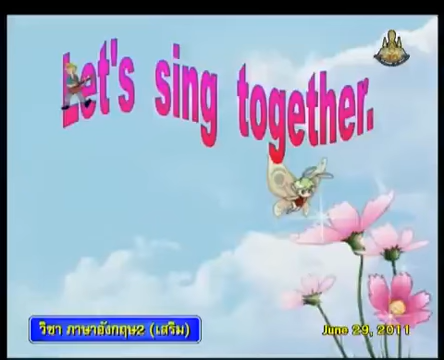 Let's sing together.
วิชา ภาษาอังกฤษ2 (เสริม)
June 29, 2011